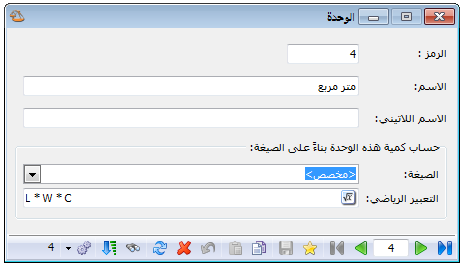 الوحدة
الرمز :
4
الاسم:
متر مربع
الاسم اللاتيني:
حساب كمية هذه الوحدة بناءً على الصيغة:
الصيغة:
<مخصص>
التعبير الرياضي:
L * W * C
4
4